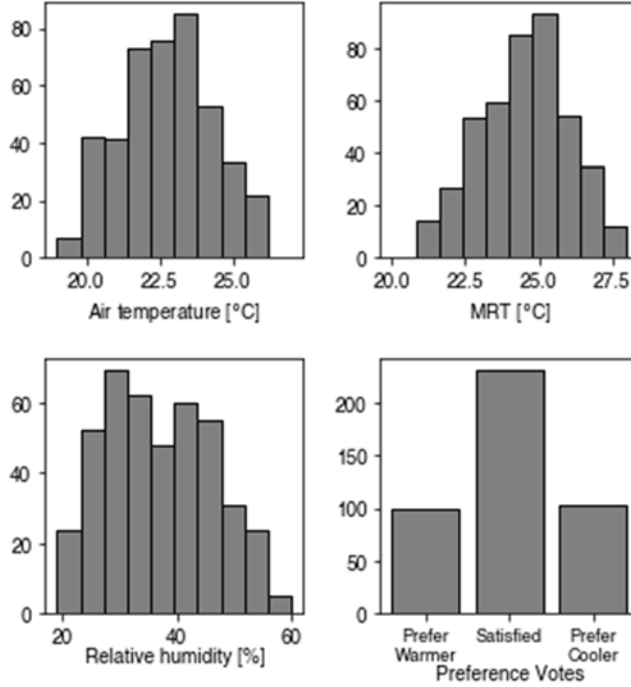 80
60
40
20
0
20.0 22.5 25.0
Air temperature [°C]
80
60
40
20
0
20.0 22.5 25.0 27.5
MRT [°C]
60
40
20
0
20 40 60
Relative humidity [%]
200
150
100
50
0
Prefer Satisfied Prefer
Warmer Cooler
Preference Votes